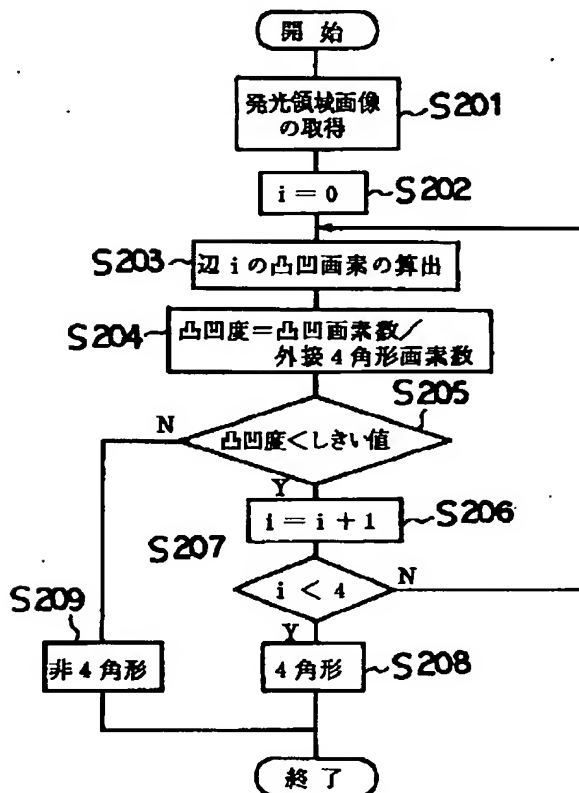 開始
発光領域画像
の取得
S201
i=0
S202
S203
辺iの凸凹画素の算出
S204
凸凹度=凸凹画素数/
外接4角形画素数
S205
凸凹度<しきい値
N
Y
i=i+1
S206
S207
i<4
N
Y
S209
非4角形
4角形
S208
終了